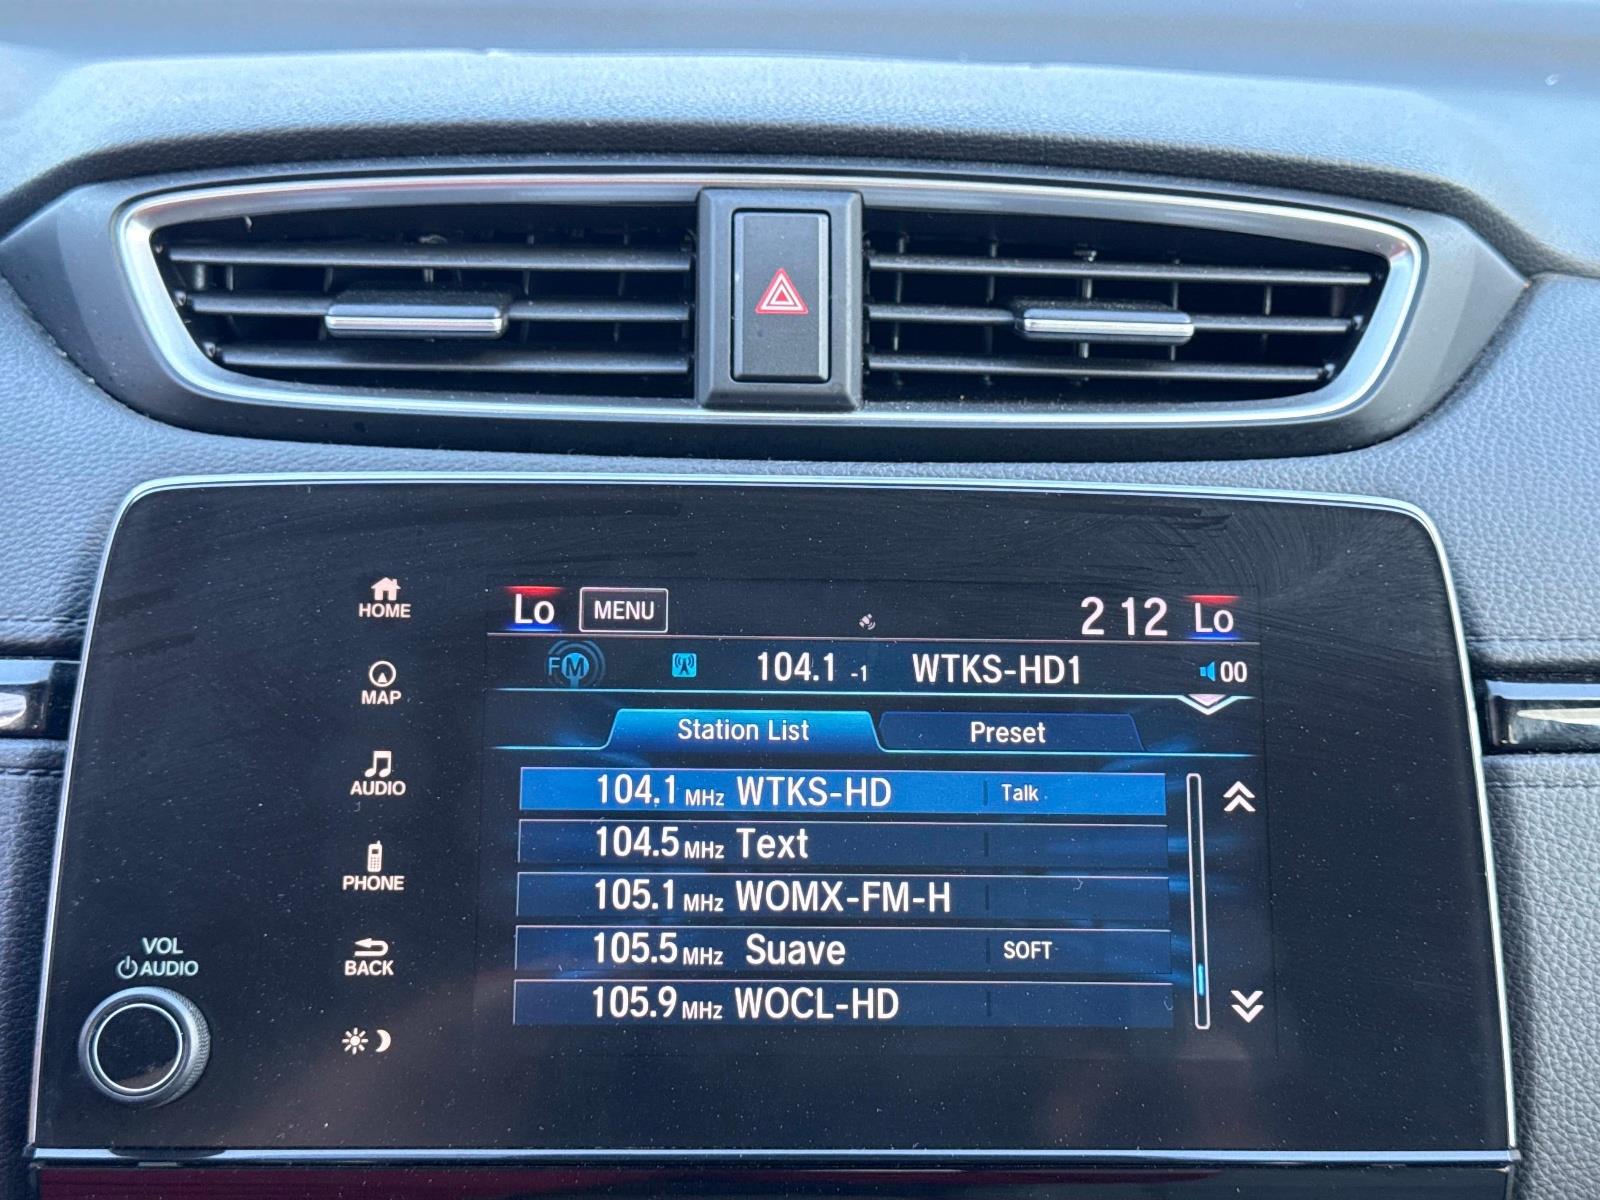 Lo MENU 2 12 Lo
FM 104.1 -1 WTKS-HD1 00
Station List Preset
104.1 MHz WTKS-HD Talk
104.5 MHz Text
105.1 MHz WOMX-FM-H
105.5 MHz Suave SOFT
105.9 MHz WOCL-HD
HOME
MAP
AUDIO
PHONE
BACK
VOL
AUDIO